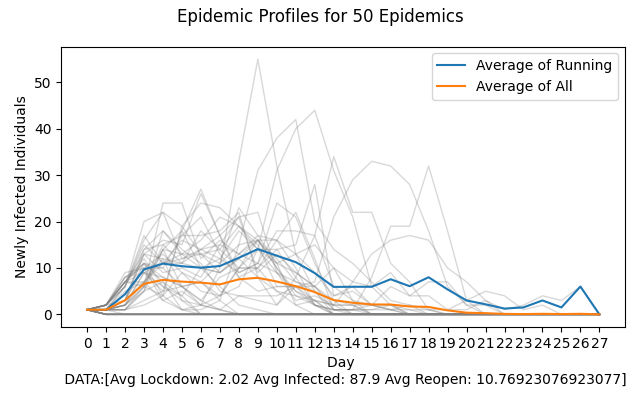 Epidemic Profiles for 50 Epidemics
Average of Running
Average of All
Newly Infected Individuals
50
40
30
20
10
0
0 1 2 3 4 5 6 7 8 9 10 11 12 13 14 15 16 17 18 19 20 21 22 23 24 25 26 27
Day
DATA:[Avg Lockdown: 2.02 Avg Infected: 87.9 Avg Reopen: 10.76923076923077]